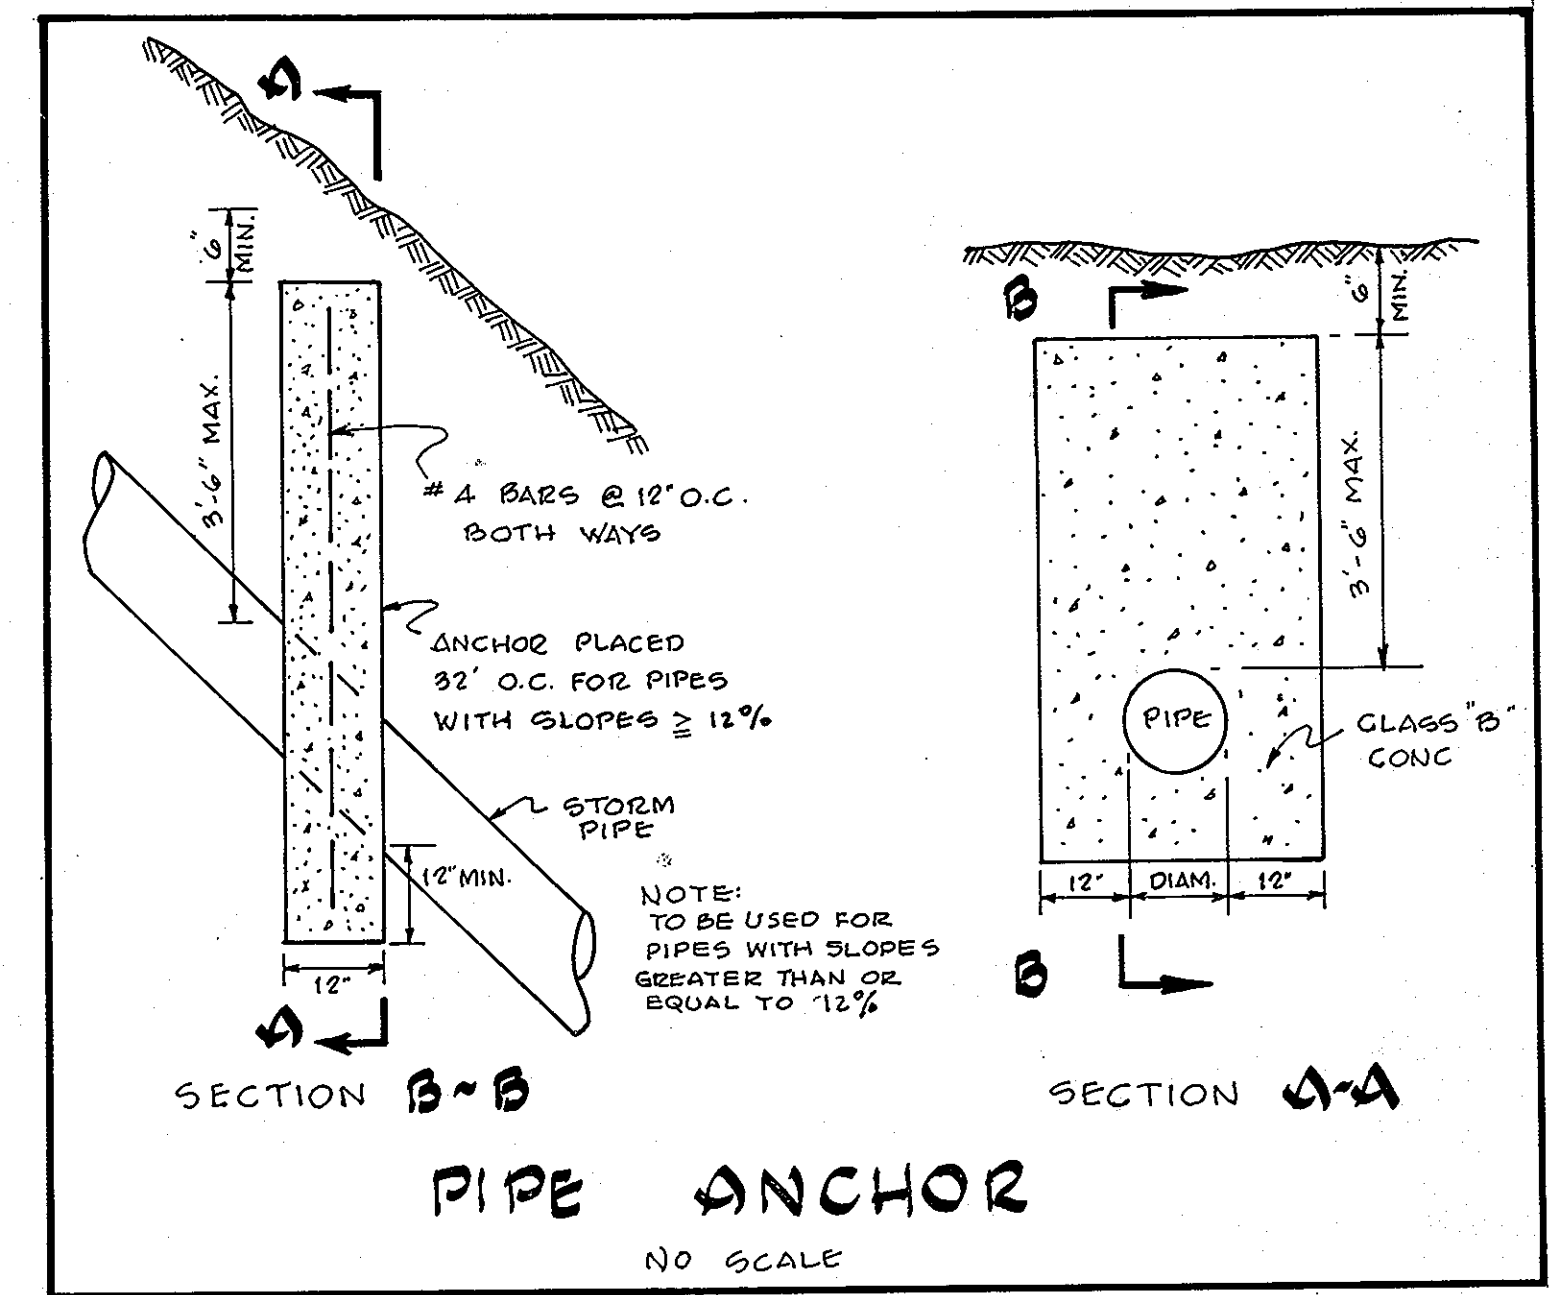 A
6"
MIN.
3'-6" MAX.
# 4 BARS @ 12" O.C.
BOTH WAYS
ANCHOR PLACED
32' O.C. FOR PIPES
WITH SLOPES ≥ 12%
STORM
PIPE
12" MIN.
NOTE:
TO BE USED FOR
PIPES WITH SLOPES
GREATER THAN OR
EQUAL TO 12%
12"
A
SECTION B~B
B
6"
MIN.
3'-6" MAX.
PIPE
CLASS "B"
CONC
12" DIAM. 12"
B
SECTION A~A
PIPE ANCHOR
NO SCALE